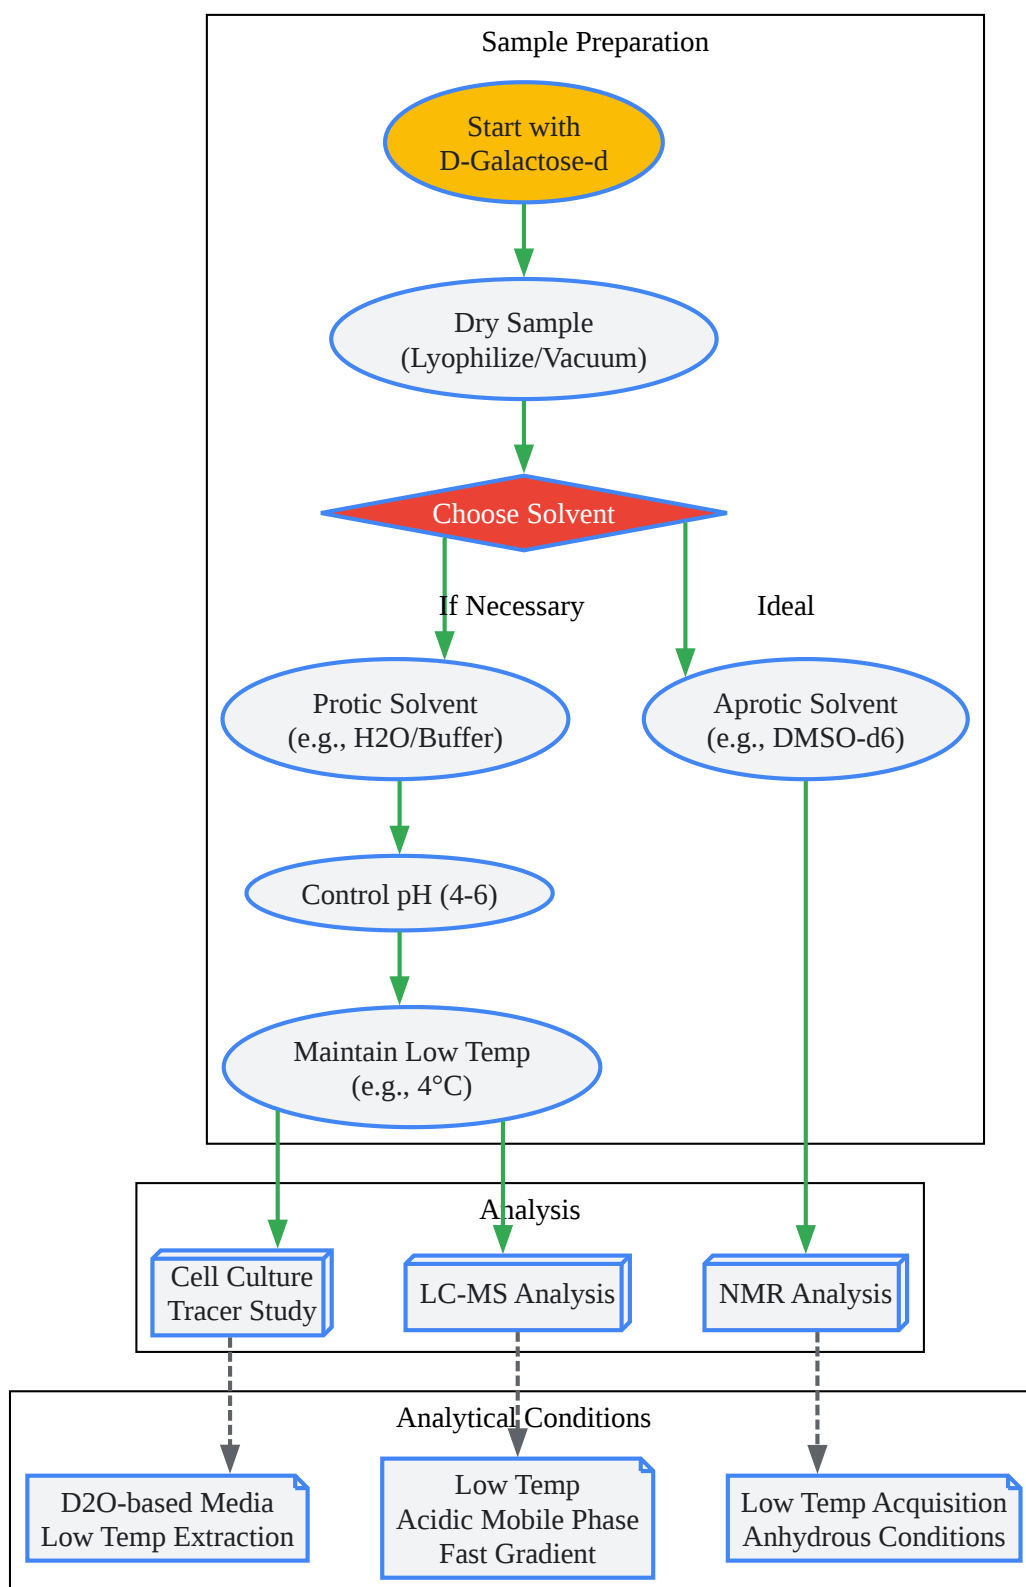 Sample Preparation
Start with
D-Galactose-d
Dry Sample
(Lyophilize/Vacuum)
Choose Solvent
If Necessary
Ideal
Protic Solvent
(e.g., H2O/Buffer)
Aprotic Solvent
(e.g., DMSO-d6)
Control pH (4-6)
Maintain Low Temp
(e.g., 4°C)
Analysis
Cell Culture
Tracer Study
LC-MS Analysis
NMR Analysis
Analytical Conditions
D2O-based Media
Low Temp Extraction
Low Temp
Acidic Mobile Phase
Fast Gradient
Low Temp Acquisition
Anhydrous Conditions